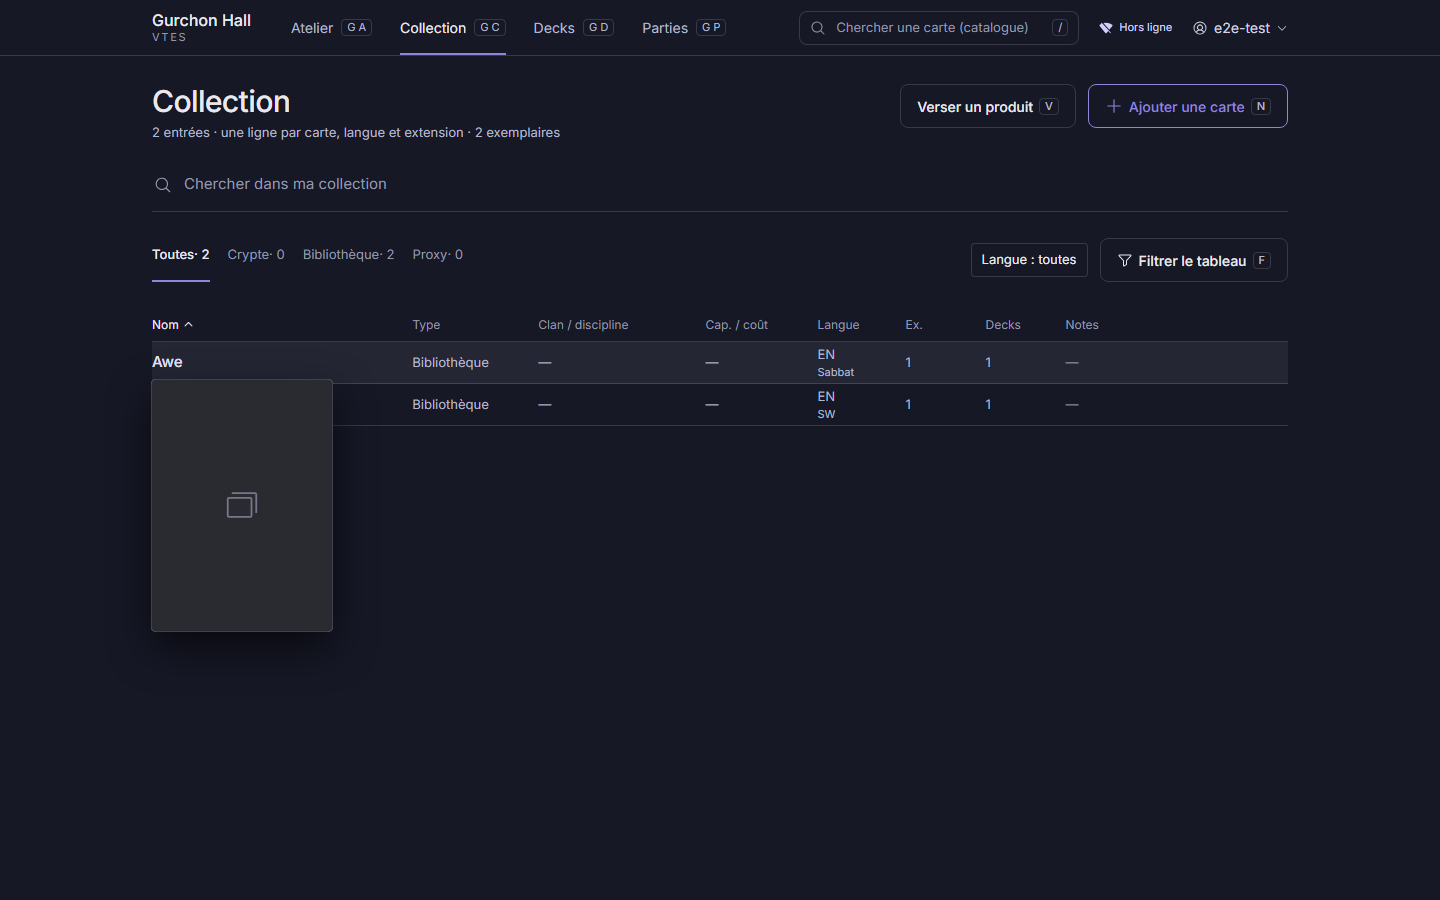 Gurchon Hall
VTES
Atelier G A Collection G C Decks G D Parties G P
Chercher une carte (catalogue) /
Hors ligne
e2e-test
Collection
2 entrées · une ligne par carte, langue et extension · 2 exemplaires
Verser un produit V
Ajouter une carte N
Chercher dans ma collection
Toutes· 2 Crypte· 0 Bibliothèque· 2 Proxy· 0
Langue : toutes
Filtrer le tableau F
Nom Type Clan / discipline Cap. / coût Langue Ex. Decks Notes
Awe Bibliothèque — — EN 1 1 —
Sabbat
Bibliothèque — — EN 1 1 —
SW